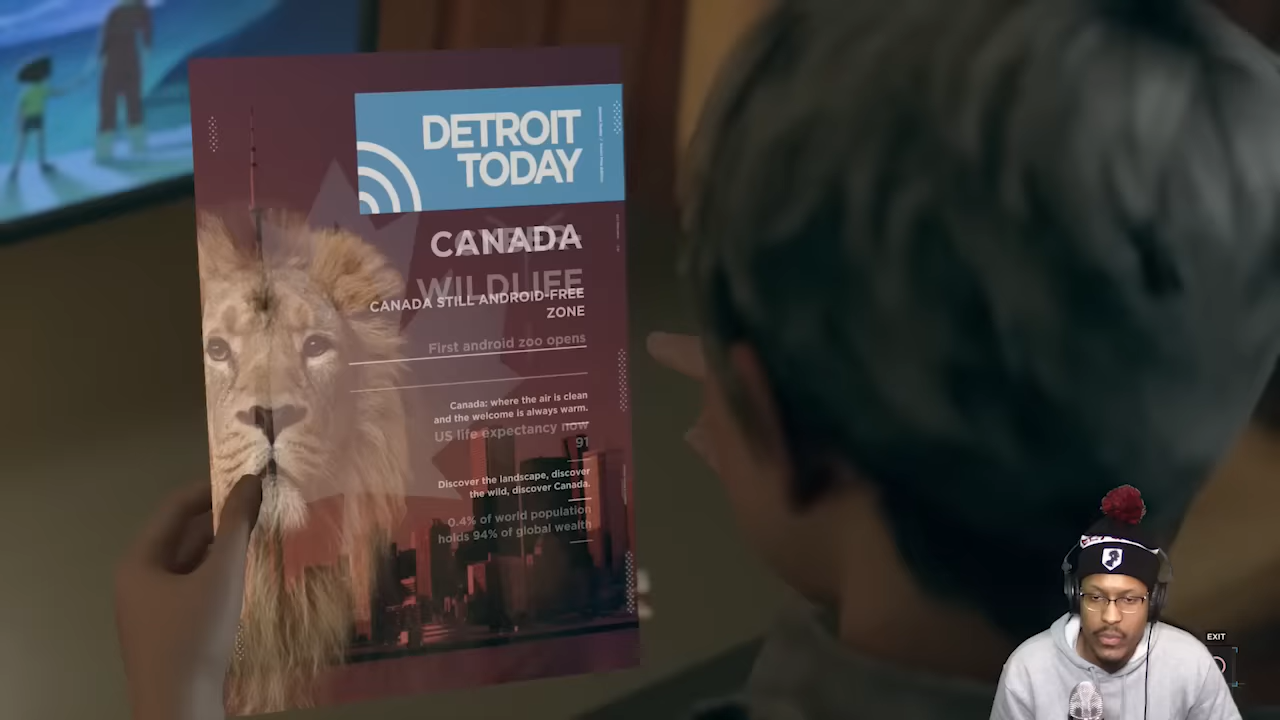 DETROIT
TODAY
CANADA
CYBER-
WILDLIFE
CANADA STILL ANDROID-FREE
ZONE
First android zoo opens
Canada: where the air is clean
and the welcome is always warm.
US life expectancy now
91
Discover the landscape, discover
the wild, discover Canada.
0.4% of world population
holds 94% of global wealth
EXIT